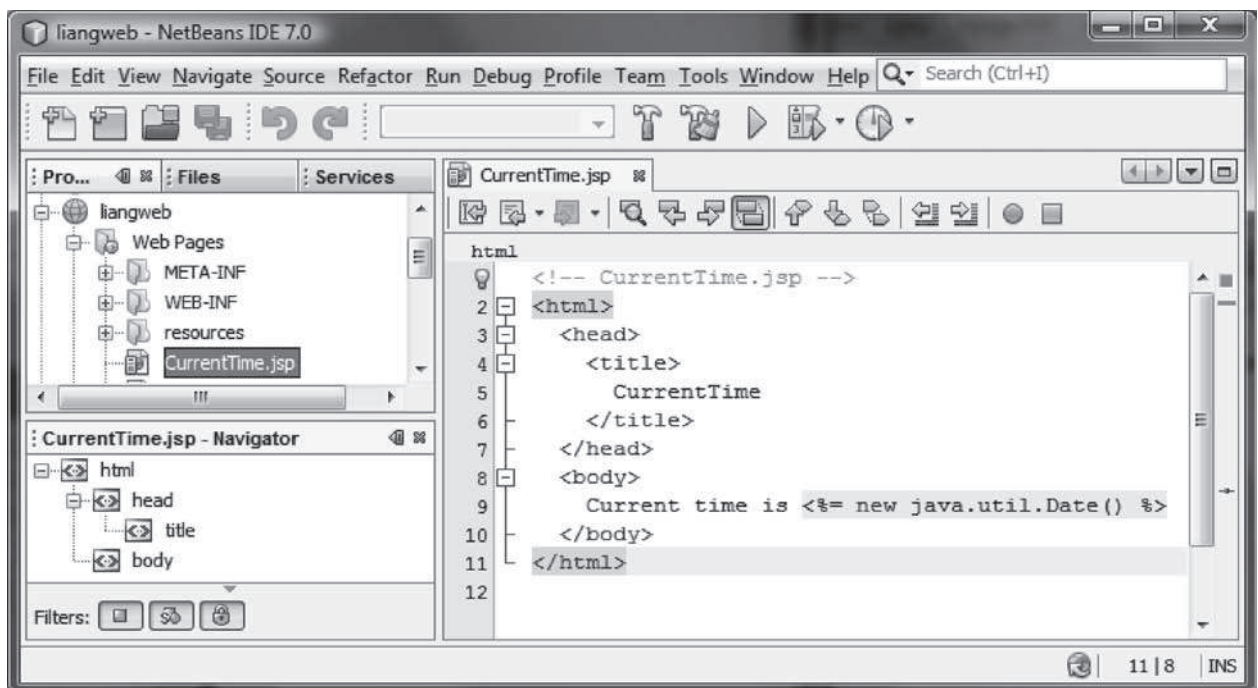 liangweb - NetBeans IDE 7.0
File Edit View Navigate Source Refactor Run Debug Profile Team Tools Window Help Search (Ctrl+I)
Pro... Files Services
liangweb
Web Pages
META-INF
WEB-INF
resources
CurrentTime.jsp
CurrentTime.jsp - Navigator
html
head
title
body
Filters:
CurrentTime.jsp
html
<!-- CurrentTime.jsp -->
2 <html>
3 <head>
4 <title>
5 CurrentTime
6 </title>
7 </head>
8 <body>
9 Current time is <%= new java.util.Date() %>
10 </body>
11 </html>
12
11 | 8 INS